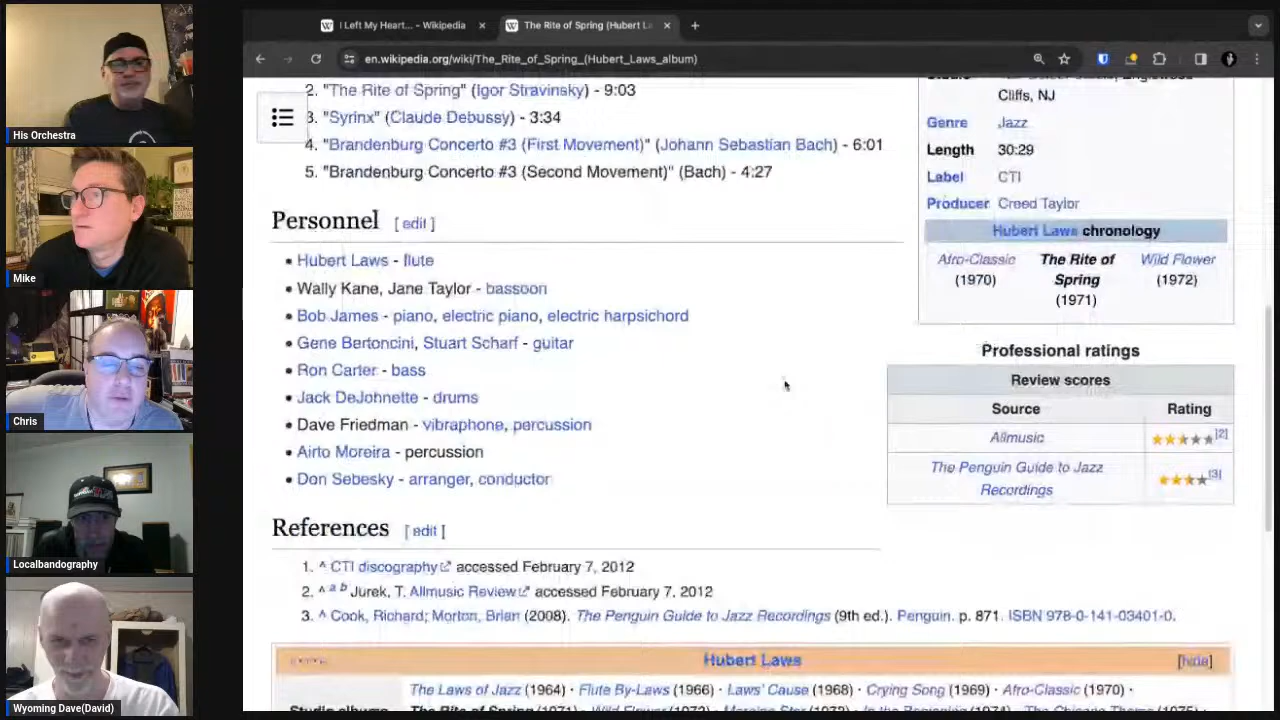 I Left My Heart... - Wikipedia
The Rite of Spring (Hubert La
en.wikipedia.org/wiki/The_Rite_of_Spring_(Hubert_Laws_album)
His Orchestra
Mike
Chris
Localbandography
Wyoming Dave(David)
2. "The Rite of Spring" (Igor Stravinsky) - 9:03
3. "Syrinx" (Claude Debussy) - 3:34
4. "Brandenburg Concerto #3 (First Movement)" (Johann Sebastian Bach) - 6:01
5. "Brandenburg Concerto #3 (Second Movement)" (Bach) - 4:27
Personnel [ edit ]
• Hubert Laws - flute
• Wally Kane, Jane Taylor - bassoon
• Bob James - piano, electric piano, electric harpsichord
• Gene Bertoncini, Stuart Scharf - guitar
• Ron Carter - bass
• Jack DeJohnette - drums
• Dave Friedman - vibraphone, percussion
• Airto Moreira - percussion
• Don Sebesky - arranger, conductor
Cliffs, NJ
Genre Jazz
Length 30:29
Label CTI
Producer Creed Taylor
Hubert Laws chronology
Afro-Classic (1970) The Rite of Spring (1971) Wild Flower (1972)
Professional ratings
Review scores
Source Rating
Allmusic [2]
The Penguin Guide to Jazz Recordings [3]
References [ edit ]
1. ^ CTI discography accessed February 7, 2012
2. ^ a b Jurek, T. Allmusic Review accessed February 7, 2012
3. ^ Cook, Richard; Morton, Brian (2008). The Penguin Guide to Jazz Recordings (9th ed.). Penguin. p. 871. ISBN 978-0-141-03401-0.
Hubert Laws [hide]
The Laws of Jazz (1964) · Flute By-Laws (1966) · Laws' Cause (1968) · Crying Song (1969) · Afro-Classic (1970) ·
The Rite of Spring (1971) · Wild Flower (1972)